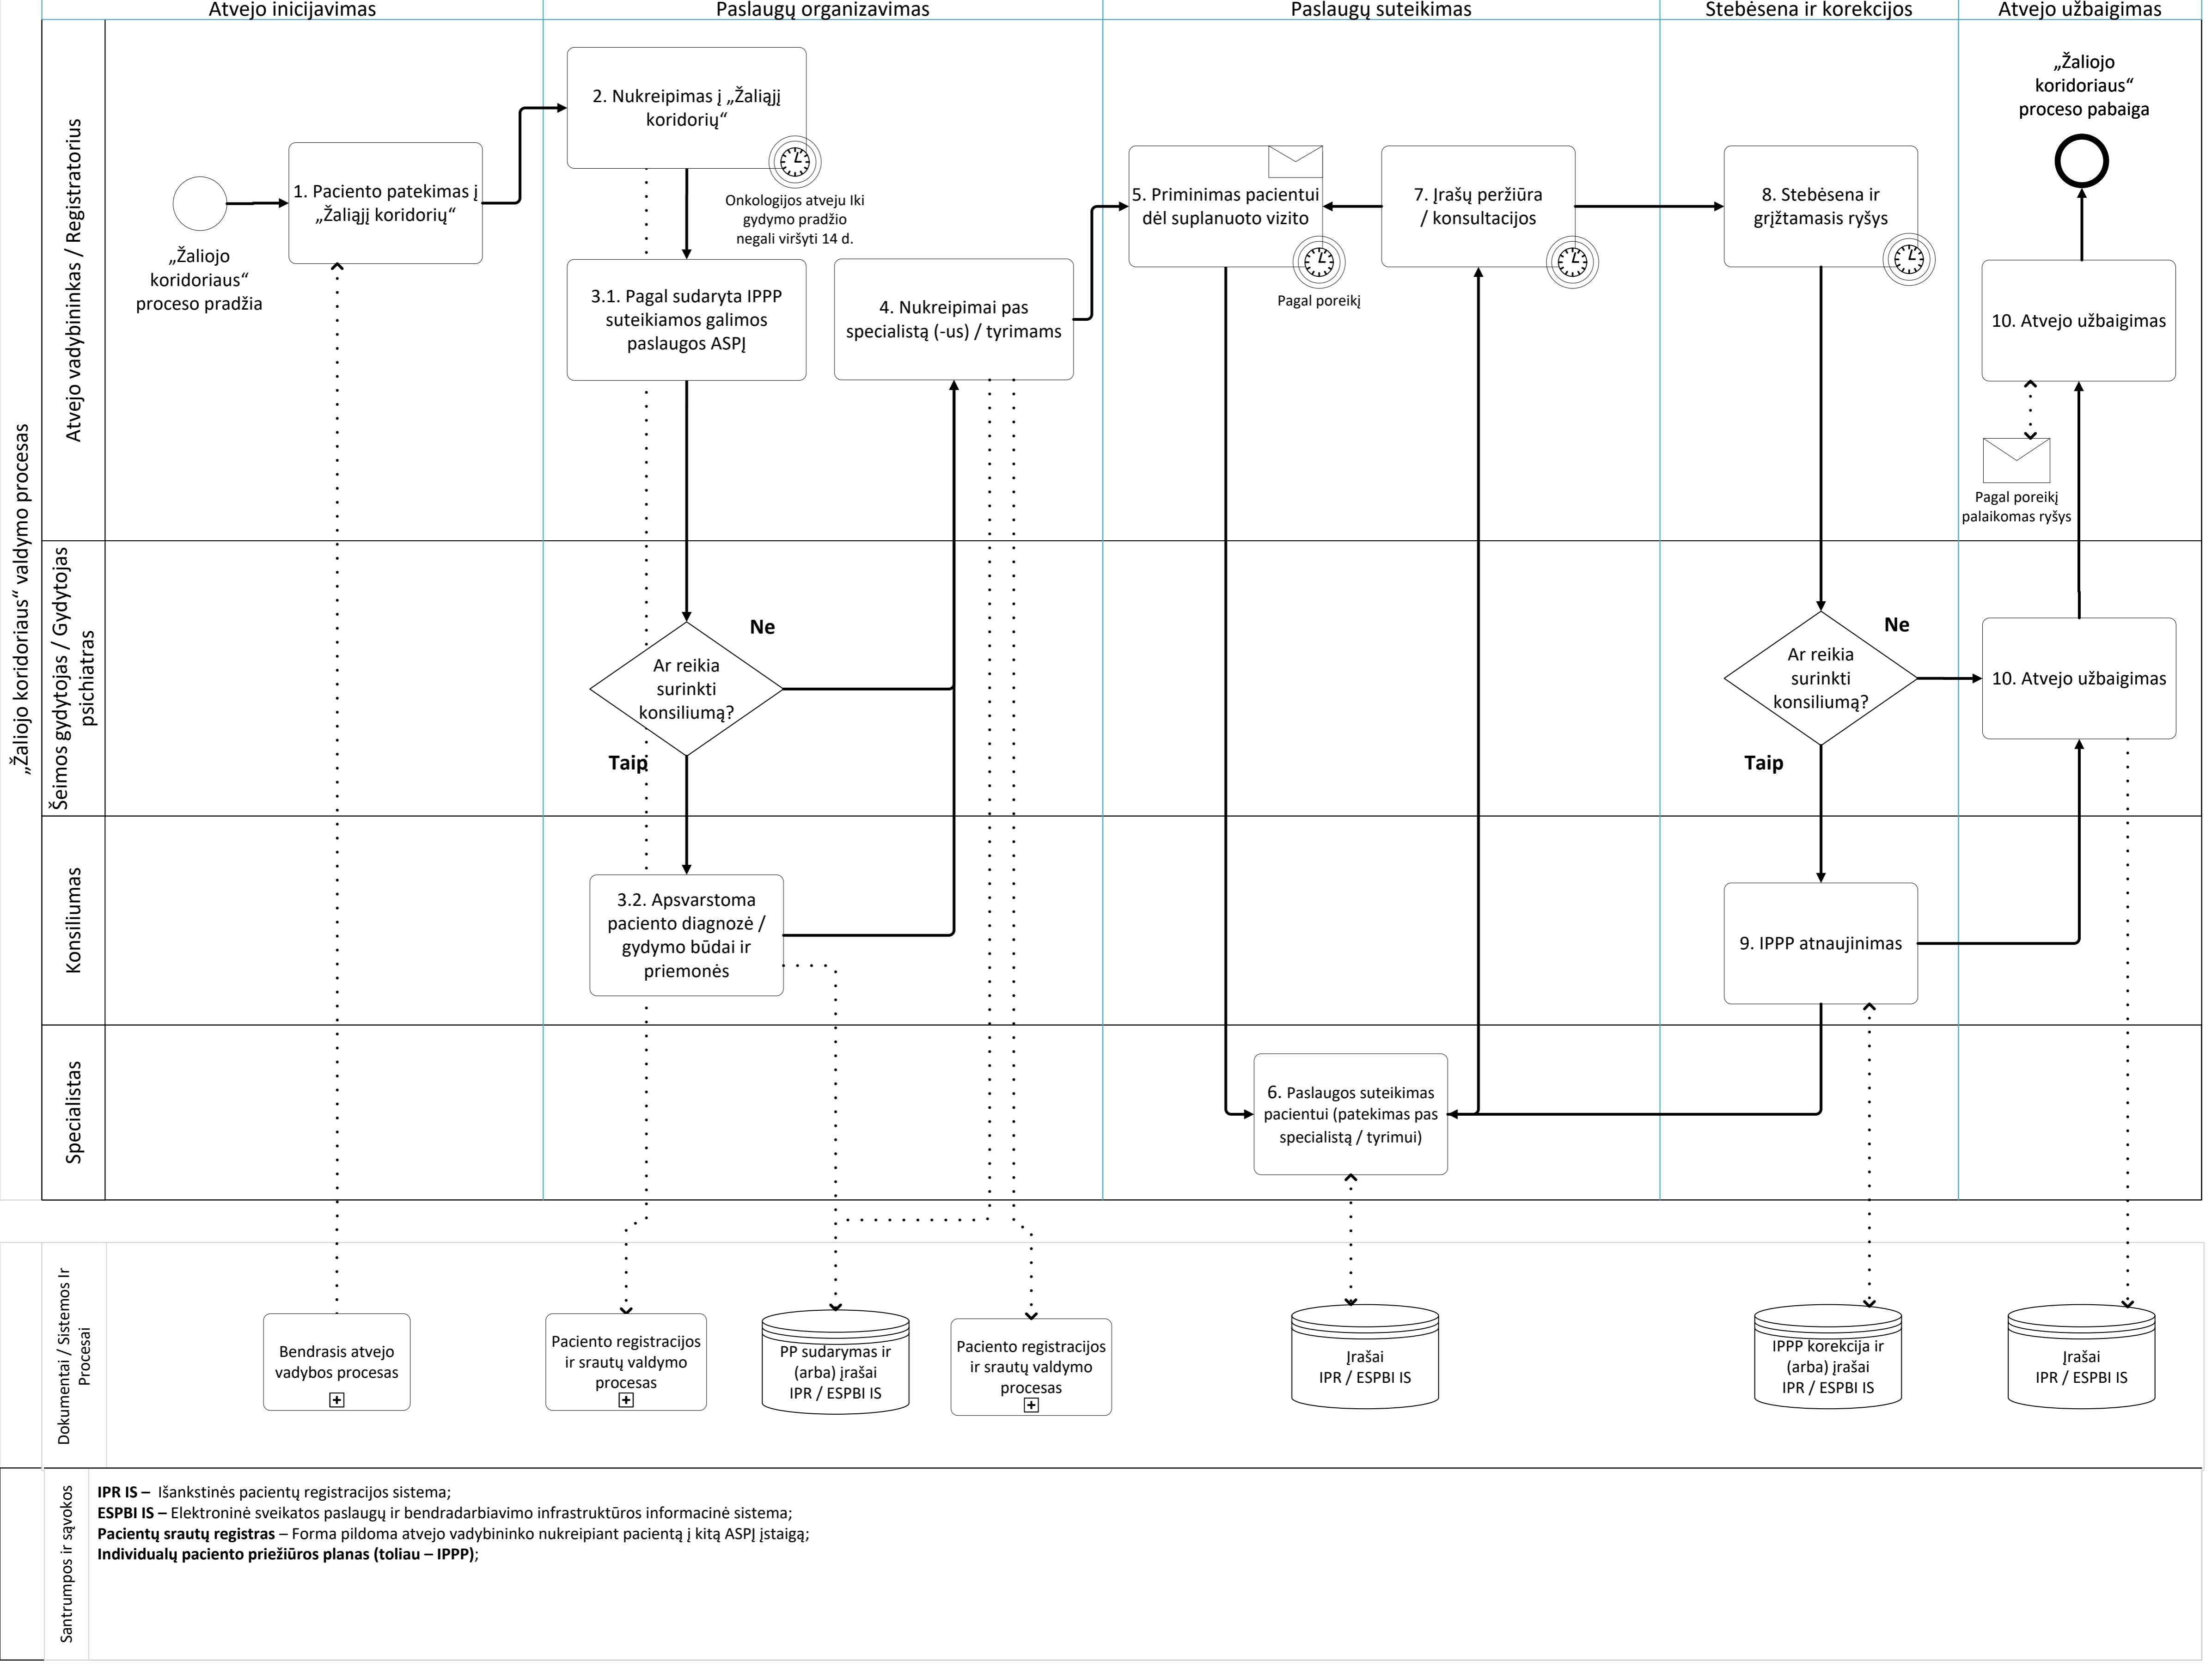 Atvejo inicijavimas
Paslaugų organizavimas
Paslaugų suteikimas
Stebėsena ir korekcijos
Atvejo užbaigimas
„Žaliojo koridoriaus“ valdymo procesas
Atvejo vadybininkas / Registratorius
„Žaliojo
koridoriaus“
proceso pradžia
1. Paciento patekimas į
„Žaliąjį koridorių“
2. Nukreipimas į „Žaliąjį
koridorių“
Onkologijos atveju Iki
gydymo pradžio
negali viršyti 14 d.
3.1. Pagal sudaryta IPPP
suteikiamos galimos
paslaugos ASPĮ
4. Nukreipimai pas
specialistą (-us) / tyrimams
5. Priminimas pacientui
dėl suplanuoto vizito
Pagal poreikį
7. Įrašų peržiūra
/ konsultacijos
8. Stebėsena ir
grįžtamasis ryšys
„Žaliojo
koridoriaus“
proceso pabaiga
10. Atvejo užbaigimas
Pagal poreikį
palaikomas ryšys
Šeimos gydytojas / Gydytojas
psichiatras
Ar reikia
surinkti
konsiliumą?
Ne
Taip
Ar reikia
surinkti
konsiliumą?
Ne
Taip
10. Atvejo užbaigimas
Konsiliumas
3.2. Apsvarstoma
paciento diagnozė /
gydymo būdai ir
priemonės
9. IPPP atnaujinimas
Specialistas
6. Paslaugos suteikimas
pacientui (patekimas pas
specialistą / tyrimui)
Dokumentai / Sistemos Ir
Procesai
Bendrasis atvejo
vadybos procesas
Paciento registracijos
ir srautų valdymo
procesas
PP sudarymas ir
(arba) įrašai
IPR / ESPBI IS
Paciento registracijos
ir srautų valdymo
procesas
Įrašai
IPR / ESPBI IS
IPPP korekcija ir
(arba) įrašai
IPR / ESPBI IS
Įrašai
IPR / ESPBI IS
Santrumpos ir sąvokos
IPR IS – Išankstinės pacientų registracijos sistema;
ESPBI IS – Elektroninė sveikatos paslaugų ir bendradarbiavimo infrastruktūros informacinė sistema;
Pacientų srautų registras – Forma pildoma atvejo vadybininko nukreipiant pacientą į kitą ASPĮ įstaigą;
Individualų paciento priežiūros planas (toliau – IPPP);